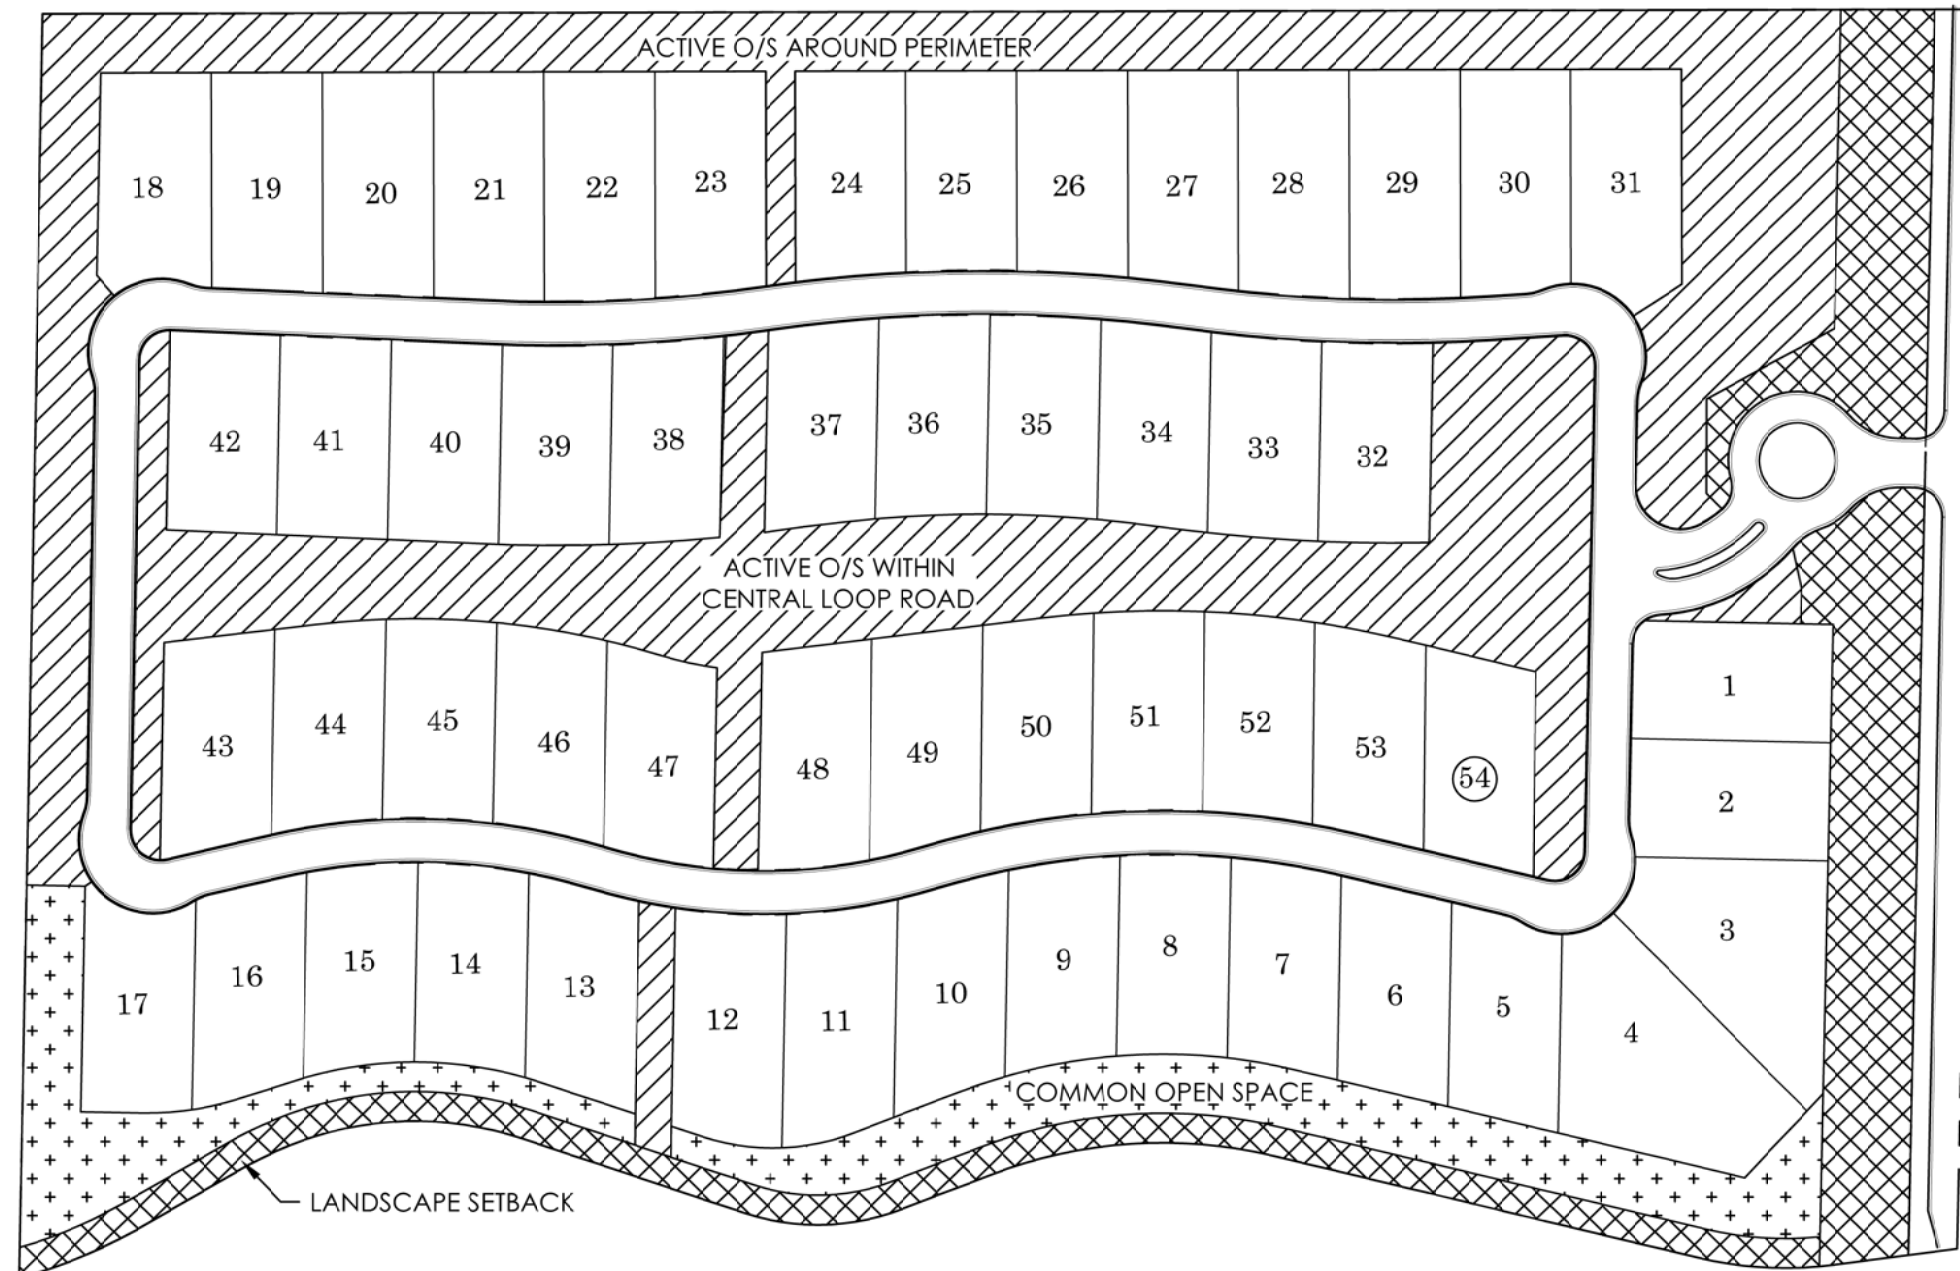 ACTIVE O/S AROUND PERIMETER
18 19 20 21 22 23 24 25 26 27 28 29 30 31
42 41 40 39 38 37 36 35 34 33 32
ACTIVE O/S WITHIN
CENTRAL LOOP ROAD
43 44 45 46 47 48 49 50 51 52 53 54
1
2
3
17 16 15 14 13 12 11 10 9 8 7 6 5 4
COMMON OPEN SPACE
LANDSCAPE SETBACK